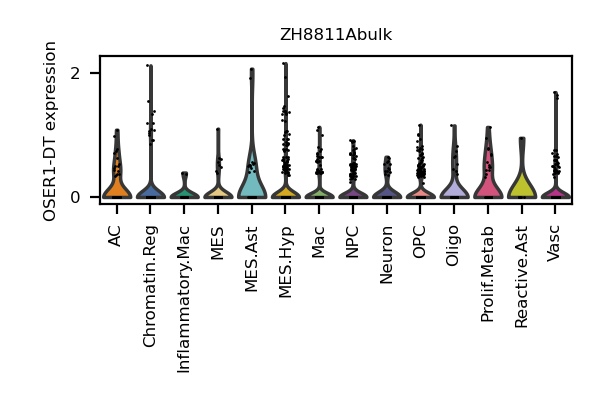 ZH8811Abulk
OSER1-DT expression
2
0
AC
Chromatin.Reg
Inflammatory.Mac
MES
MES.Ast
MES.Hyp
Mac
NPC
Neuron
OPC
Oligo
Prolif.Metab
Reactive.Ast
Vasc